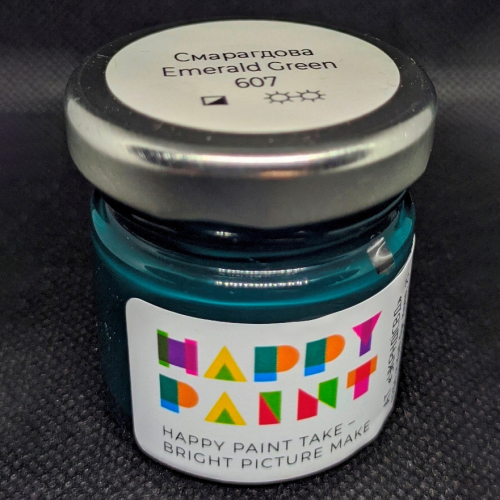 Смарагдова
Emerald Green
607
HAPPY
PAINT
HAPPY PAINT TAKE –
BRIGHT PICTURE MAKE